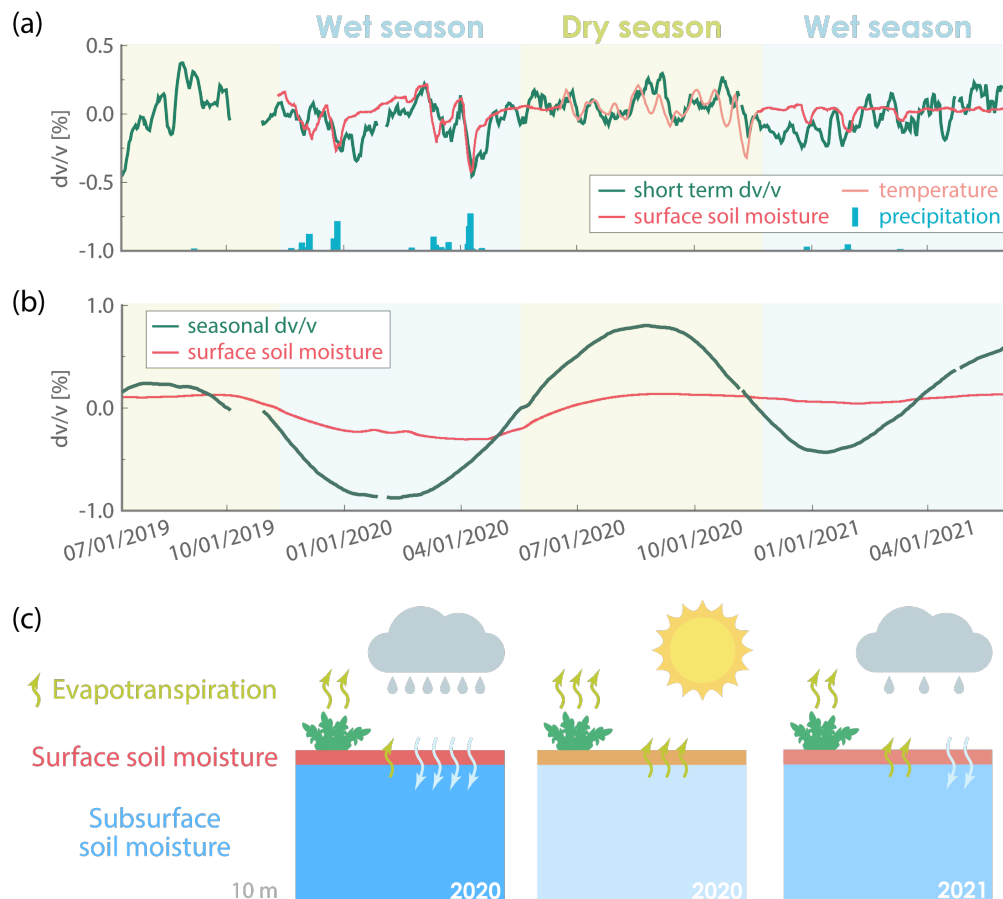 (a)
Wet season
Dry season
Wet season
0.5
0.0
-0.5
-1.0
dv/v [%]
short term dv/v
temperature
surface soil moisture
precipitation
(b)
1.0
0.0
-1.0
dv/v [%]
seasonal dv/v
surface soil moisture
07/01/2019
10/01/2019
01/01/2020
04/01/2020
07/01/2020
10/01/2020
01/01/2021
04/01/2021
(c)
Evapotranspiration
Surface soil moisture
Subsurface
soil moisture
10 m
2020
2020
2021